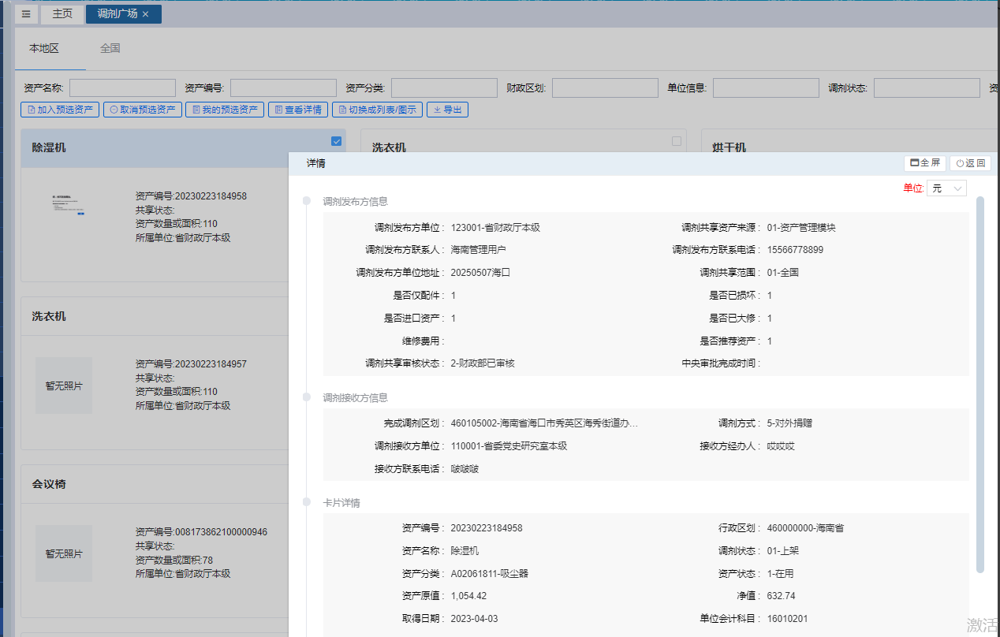 主页 调剂广场 ×
本地区 全国
资产名称: 资产编号: 资产分类: 财政区划: 单位信息: 调剂状态: 资
加入预选资产 取消预选资产 我的预选资产 查看详情 切换成列表/图示 导出
除湿机 洗衣机 烘干机
资产编号:20230223184958
共享状态:
资产数量或面积:110
所属单位:省财政厅本级
洗衣机
暂无照片
资产编号:20230223184957
共享状态:
资产数量或面积:110
所属单位:省财政厅本级
会议椅
暂无照片
资产编号:008173862100000946
共享状态:
资产数量或面积:78
所属单位:省财政厅本级
详情 全屏 返回
单位: 元
调剂发布方信息
调剂发布方单位: 123001-省财政厅本级 调剂共享资产来源: 01-资产管理模块
调剂发布方联系人: 海南管理用户 调剂发布方联系电话: 15566778899
调剂发布方单位地址: 20250507海口 调剂共享范围: 01-全国
是否仅配件: 1 是否已损坏: 1
是否进口资产: 1 是否已大修: 1
维修费用: 是否推荐资产: 1
调剂共享审核状态: 2-财政部已审核 中央审批完成时间:
调剂接收方信息
完成调剂区划: 460105002-海南省海口市秀英区海秀街道办... 调剂方式: 5-对外捐赠
调剂接收方单位: 110001-省委党史研究室本级 接收方经办人: 哎哎哎
接收方联系电话: 啵啵啵
卡片详情
资产编号: 20230223184958 行政区划: 460000000-海南省
资产名称: 除湿机 调剂状态: 01-上架
资产分类: A02061811-吸尘器 资产状态: 1-在用
资产原值: 1,054.42 净值: 632.74
取得日期: 2023-04-03 单位会计科目: 16010201
激活